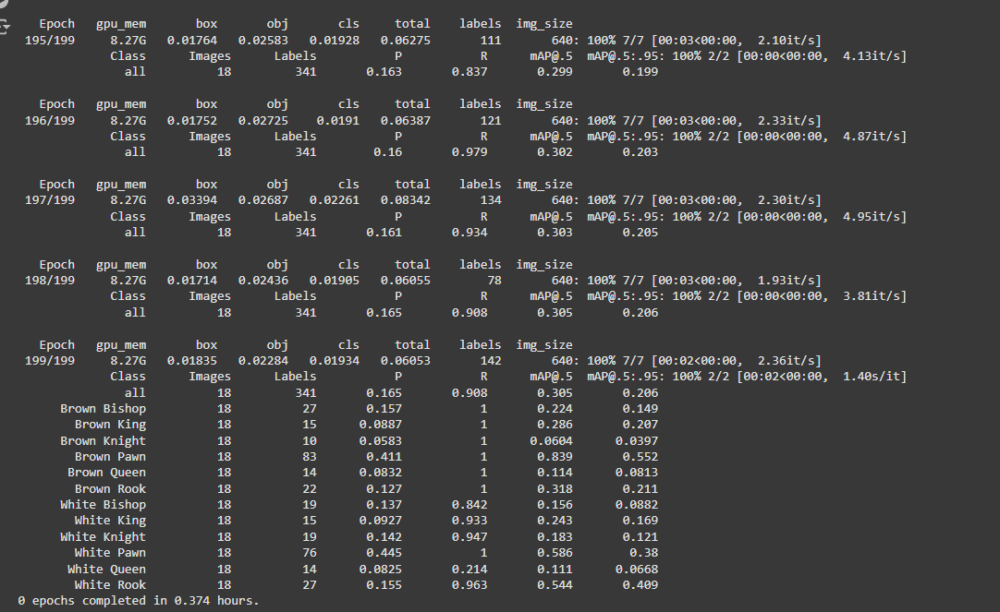 Epoch gpu_mem box obj cls total labels img_size
195/199 8.27G 0.01764 0.02583 0.01928 0.06275 111 640: 100% 7/7 [00:03<00:00, 2.10it/s]
Class Images Labels P R mAP@.5 mAP@.5:.95: 100% 2/2 [00:00<00:00, 4.13it/s]
all 18 341 0.163 0.837 0.299 0.199
Epoch gpu_mem box obj cls total labels img_size
196/199 8.27G 0.01752 0.02725 0.0191 0.06387 121 640: 100% 7/7 [00:03<00:00, 2.33it/s]
Class Images Labels P R mAP@.5 mAP@.5:.95: 100% 2/2 [00:00<00:00, 4.87it/s]
all 18 341 0.16 0.979 0.302 0.203
Epoch gpu_mem box obj cls total labels img_size
197/199 8.27G 0.03394 0.02687 0.02261 0.08342 134 640: 100% 7/7 [00:03<00:00, 2.30it/s]
Class Images Labels P R mAP@.5 mAP@.5:.95: 100% 2/2 [00:00<00:00, 4.95it/s]
all 18 341 0.161 0.934 0.303 0.205
Epoch gpu_mem box obj cls total labels img_size
198/199 8.27G 0.01714 0.02436 0.01905 0.06055 78 640: 100% 7/7 [00:03<00:00, 1.93it/s]
Class Images Labels P R mAP@.5 mAP@.5:.95: 100% 2/2 [00:00<00:00, 3.81it/s]
all 18 341 0.165 0.908 0.305 0.206
Epoch gpu_mem box obj cls total labels img_size
199/199 8.27G 0.01835 0.02284 0.01934 0.06053 142 640: 100% 7/7 [00:02<00:00, 2.36it/s]
Class Images Labels P R mAP@.5 mAP@.5:.95: 100% 2/2 [00:02<00:00, 1.40s/it]
all 18 341 0.165 0.908 0.305 0.206
Brown Bishop 18 27 0.157 1 0.224 0.149
Brown King 18 15 0.0887 1 0.286 0.207
Brown Knight 18 10 0.0583 1 0.0604 0.0397
Brown Pawn 18 83 0.411 1 0.839 0.552
Brown Queen 18 14 0.0832 1 0.114 0.0813
Brown Rook 18 22 0.127 1 0.318 0.211
White Bishop 18 19 0.137 0.842 0.156 0.0882
White King 18 15 0.0927 0.933 0.243 0.169
White Knight 18 19 0.142 0.947 0.183 0.121
White Pawn 18 76 0.445 1 0.586 0.38
White Queen 18 14 0.0825 0.214 0.111 0.0668
White Rook 18 27 0.155 0.963 0.544 0.409
0 epochs completed in 0.374 hours.